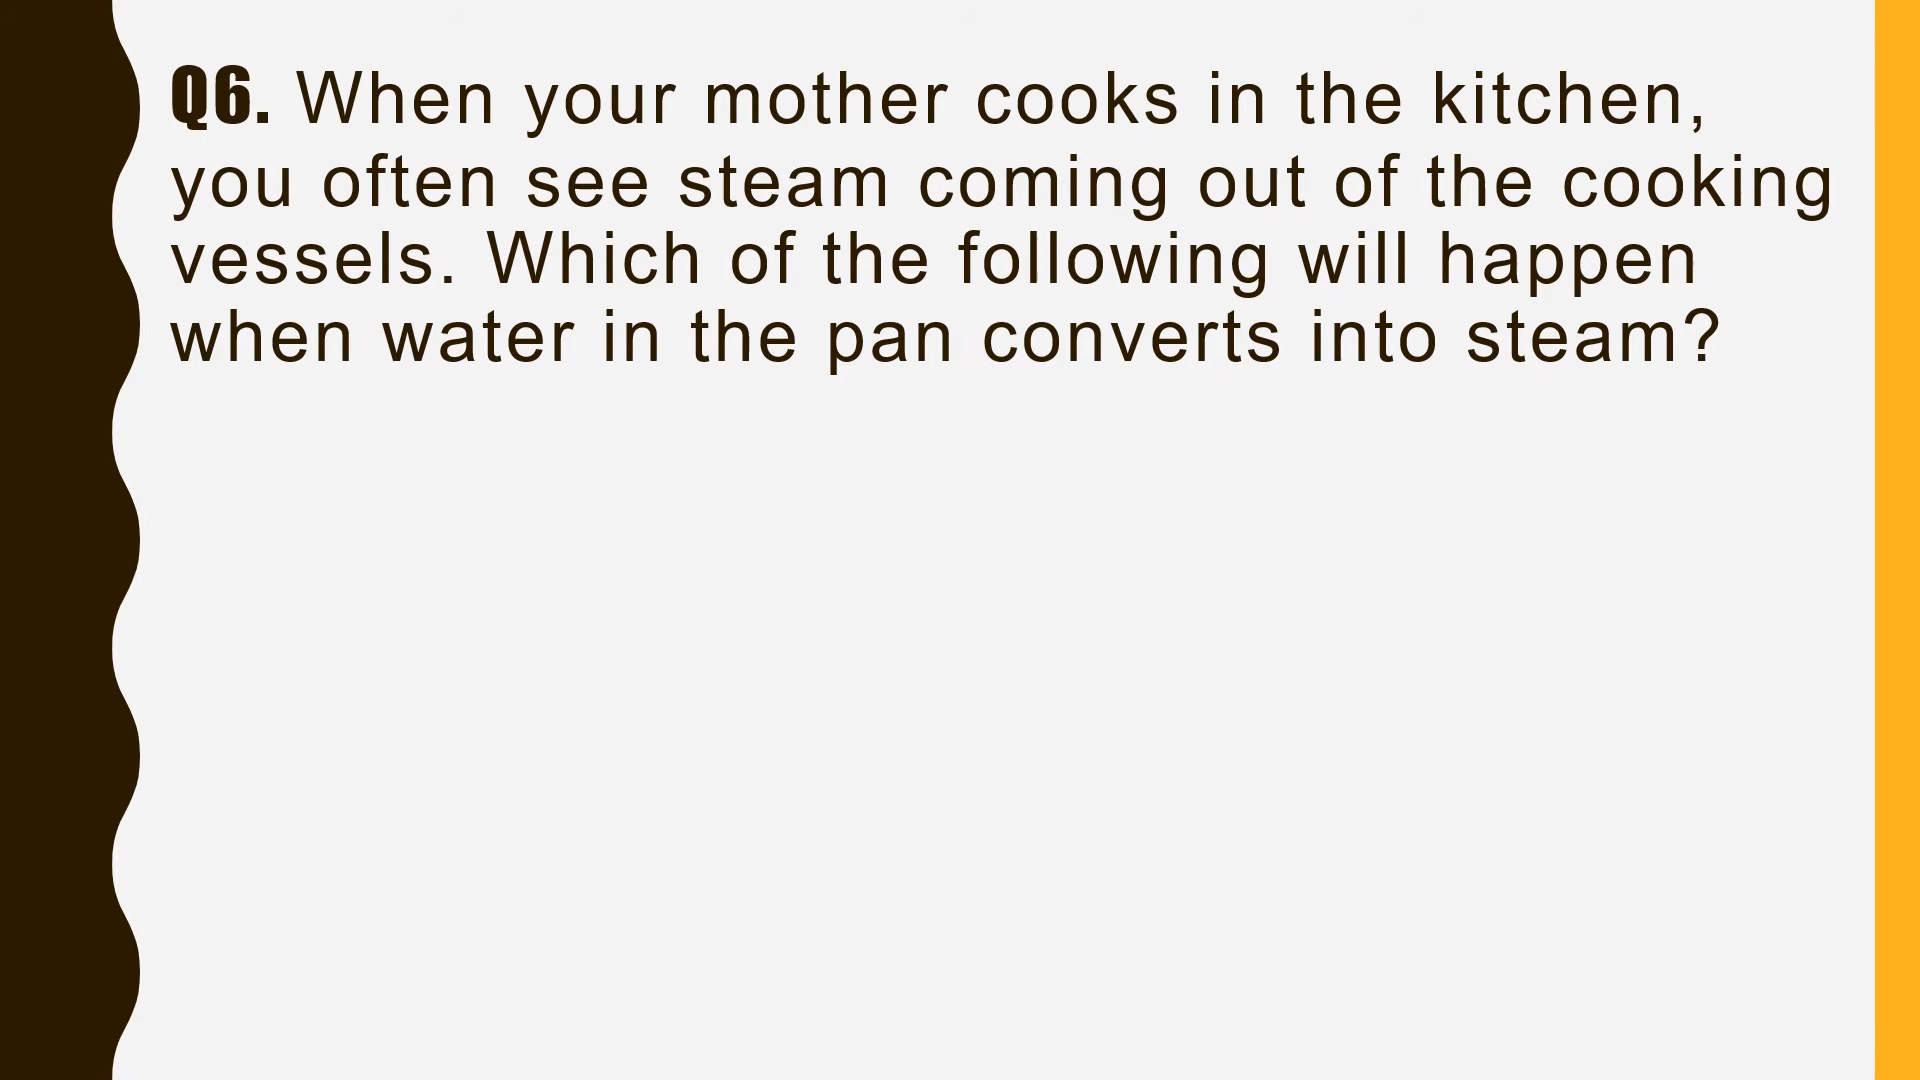 Q6. When your mother cooks in the kitchen,
you often see steam coming out of the cooking
vessels. Which of the following will happen
when water in the pan converts into steam?